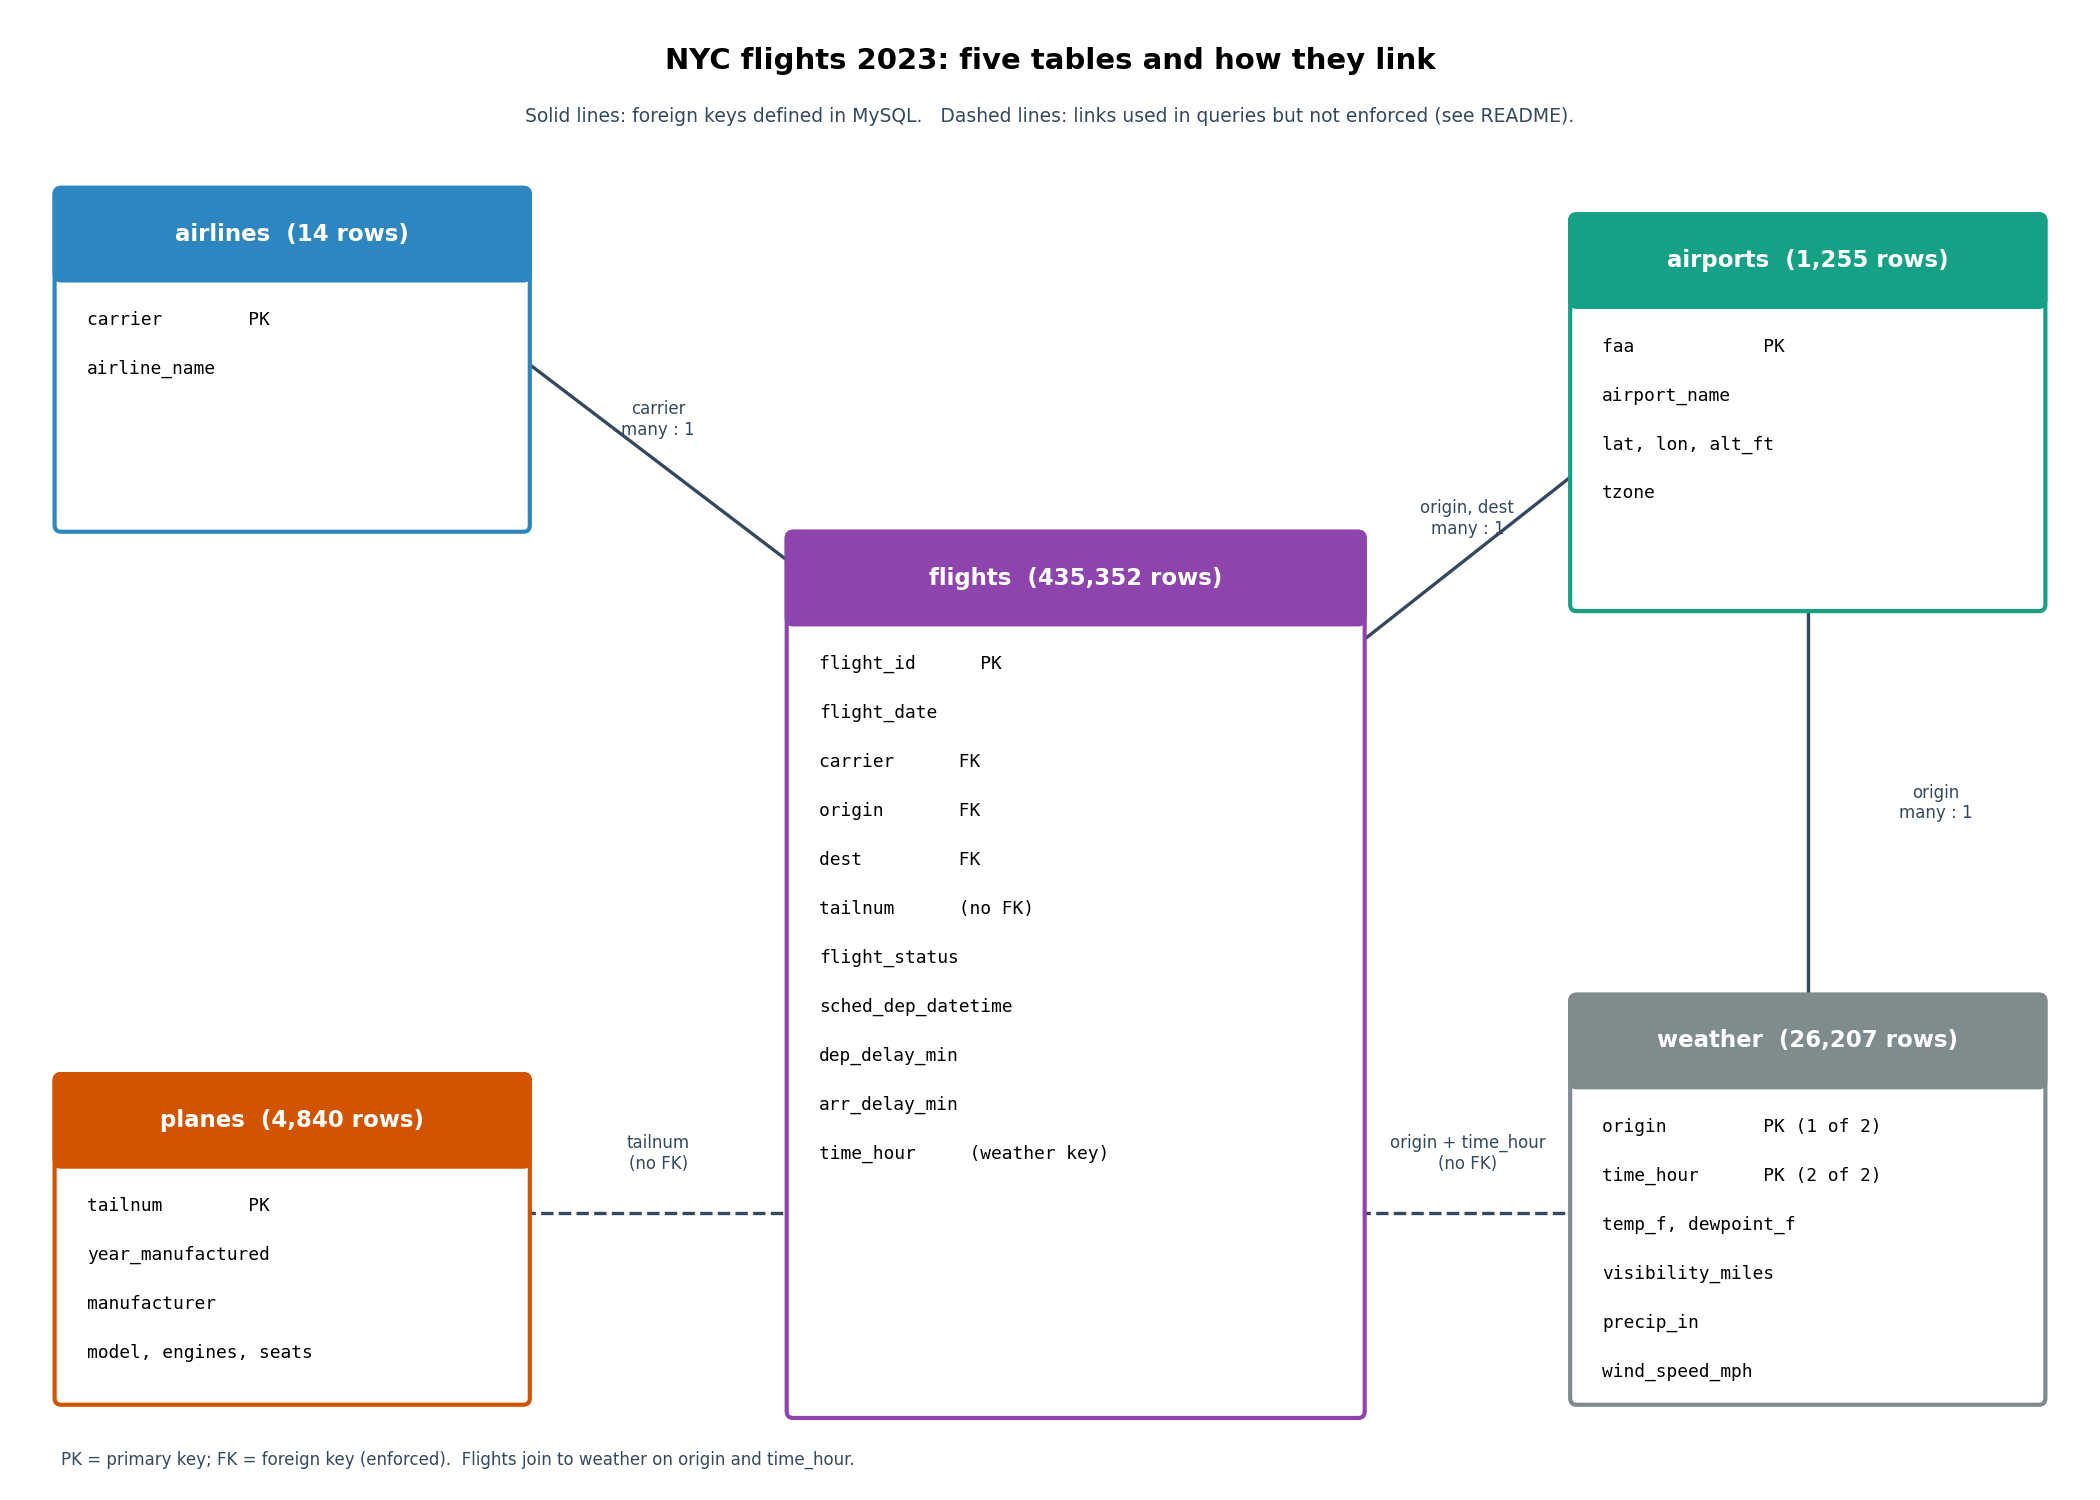 NYC flights 2023: five tables and how they link
Solid lines: foreign keys defined in MySQL.   Dashed lines: links used in queries but not enforced (see README).
airlines  (14 rows)
carrier        PK
airline_name
carrier
many : 1
airports  (1,255 rows)
faa            PK
airport_name
lat, lon, alt_ft
tzone
origin, dest
many : 1
flights  (435,352 rows)
flight_id      PK
flight_date
carrier      FK
origin       FK
dest         FK
tailnum      (no FK)
flight_status
sched_dep_datetime
dep_delay_min
arr_delay_min
time_hour     (weather key)
origin
many : 1
planes  (4,840 rows)
tailnum        PK
year_manufactured
manufacturer
model, engines, seats
tailnum
(no FK)
origin + time_hour
(no FK)
weather  (26,207 rows)
origin         PK (1 of 2)
time_hour      PK (2 of 2)
temp_f, dewpoint_f
visibility_miles
precip_in
wind_speed_mph
PK = primary key; FK = foreign key (enforced).  Flights join to weather on origin and time_hour.